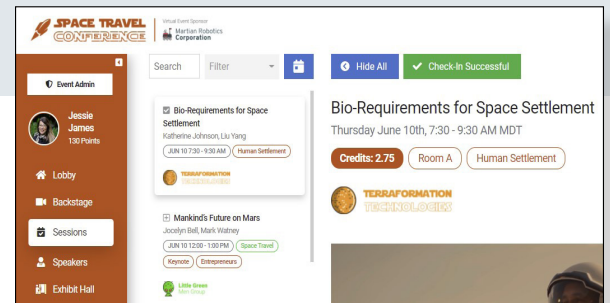 SPACE TRAVEL
CONFERENCE
Virtual Event Sponsor
Martian Robotics
Corporation
Event Admin
Jessie
James
130 Points
Lobby
Backstage
Sessions
Speakers
Exhibit Hall
Search
Filter
Hide All
Check-In Successful
Bio-Requirements for Space
Settlement
Katherine Johnson, Liu Yang
JUN 10 7:30 - 9:30 AM
Human Settlement
TERRAFORMATION
TECHNOLOGIES
Mankind's Future on Mars
Jocelyn Bell, Mark Watney
JUN 10 12:00 - 1:00 PM
Space Travel
Keynote
Entrepreneurs
Little Green
Men Group
Bio-Requirements for Space Settlement
Thursday June 10th, 7:30 - 9:30 AM MDT
Credits: 2.75
Room A
Human Settlement
TERRAFORMATION
TECHNOLOGIES